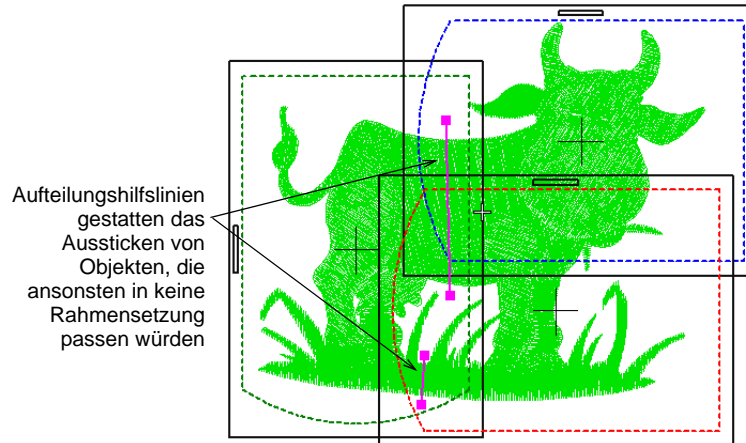 Aufteilungshilfslinien
gestatten das
Aussticken von
Objekten, die
ansonsten in keine
Rahmensetzung
passen würden